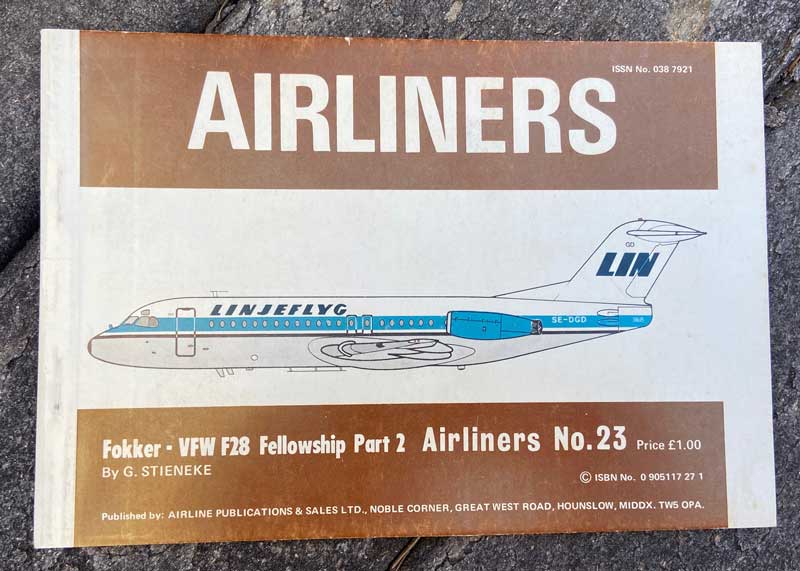 ISSN No. 038 7921
AIRLINERS
GD
LIN
LINJEFLYG
SE-DGD
Fokker - VFW F28 Fellowship Part 2 Airliners No.23 Price £1.00
By G. STIENEKE
© ISBN No. 0 905117 27 1
Published by: AIRLINE PUBLICATIONS & SALES LTD., NOBLE CORNER, GREAT WEST ROAD, HOUNSLOW, MIDDX. TW5 OPA.